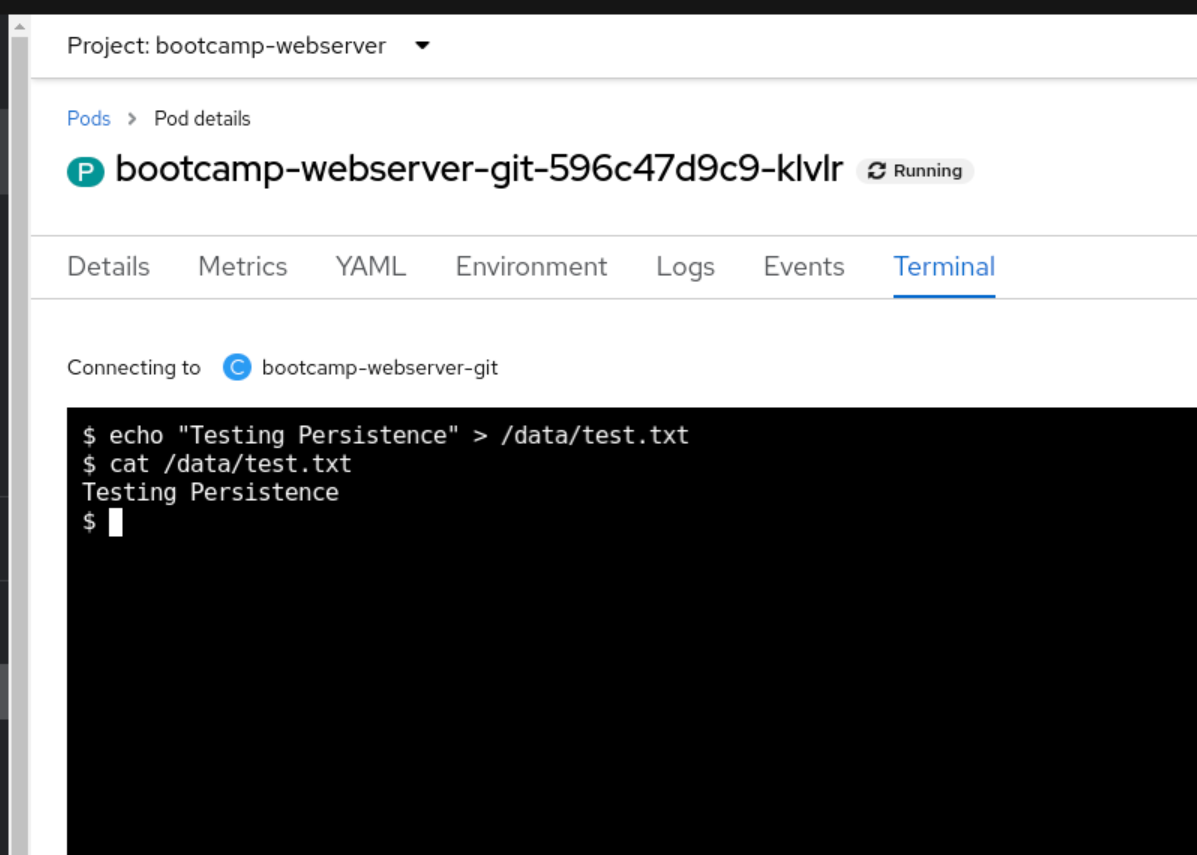 Project: bootcamp-webserver
Pods > Pod details
P bootcamp-webserver-git-596c47d9c9-klvlr Running
Details Metrics YAML Environment Logs Events Terminal
Connecting to C bootcamp-webserver-git
$ echo "Testing Persistence" > /data/test.txt
$ cat /data/test.txt
Testing Persistence
$